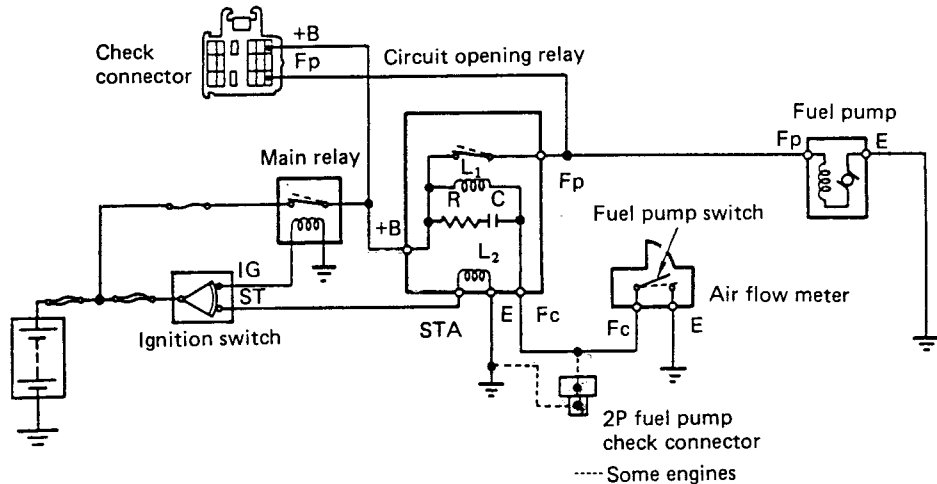 Check
connector
+B
Fp
Circuit opening relay
Fuel pump
Fp
E
Main relay
L1
Fp
R
C
Fuel pump switch
+B
L2
IG
ST
Air flow meter
STA
E
Fc
Fc
E
Ignition switch
2P fuel pump
check connector
Some engines